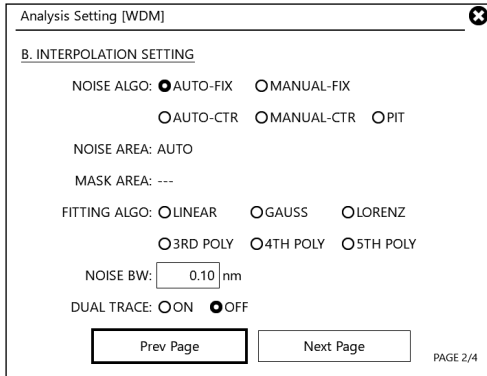 Analysis Setting [WDM]
B. INTERPOLATION SETTING
NOISE ALGO: AUTO-FIX MANUAL-FIX
AUTO-CTR MANUAL-CTR PIT
NOISE AREA: AUTO
MASK AREA: ---
FITTING ALGO: LINEAR GAUSS LORENZ
3RD POLY 4TH POLY 5TH POLY
NOISE BW: 0.10 nm
DUAL TRACE: ON OFF
Prev Page Next Page
PAGE 2/4